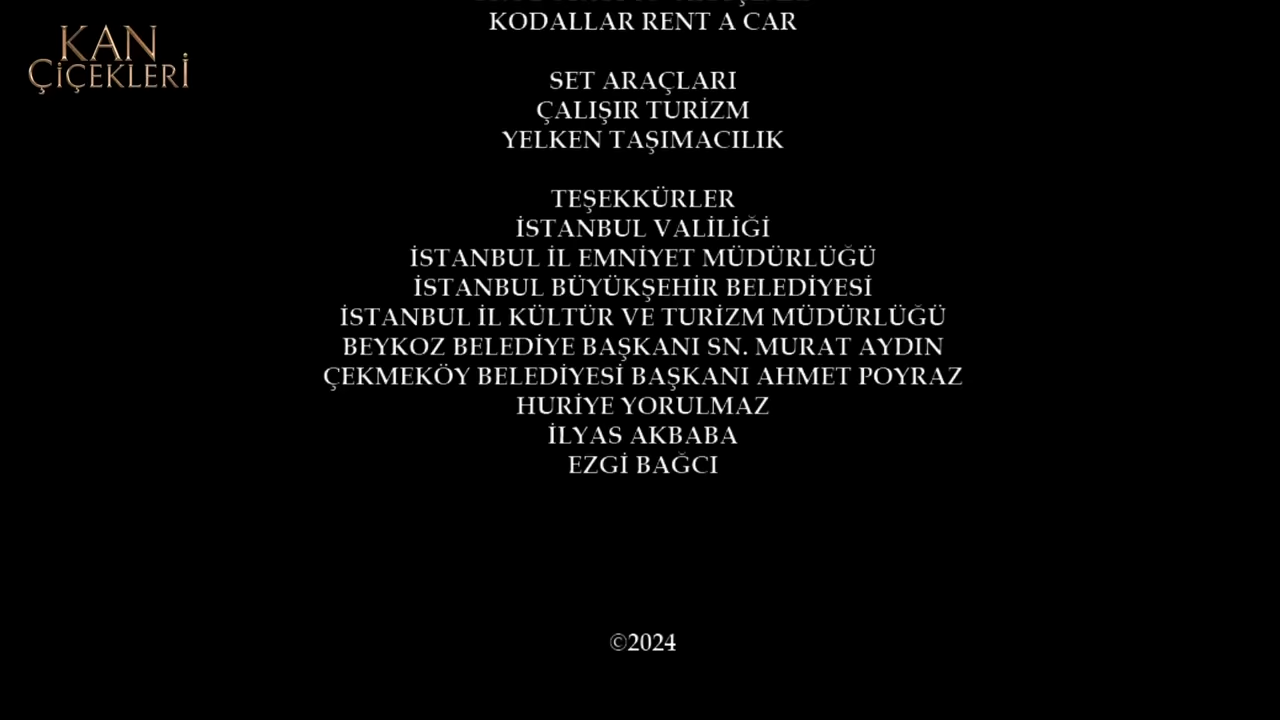 KAN
ÇİÇEKLERİ
KODALLAR RENT A CAR
SET ARAÇLARI
ÇALIŞIR TURİZM
YELKEN TAŞIMACILIK
TEŞEKKÜRLER
İSTANBUL VALİLİĞİ
İSTANBUL İL EMNİYET MÜDÜRLÜĞÜ
İSTANBUL BÜYÜKŞEHİR BELEDİYESİ
İSTANBUL İL KÜLTÜR VE TURİZM MÜDÜRLÜĞÜ
BEYKOZ BELEDİYE BAŞKANI SN. MURAT AYDIN
ÇEKMEKÖY BELEDİYESİ BAŞKANI AHMET POYRAZ
HURİYE YORULMAZ
İLYAS AKBABA
EZGİ BAĞCI
©2024